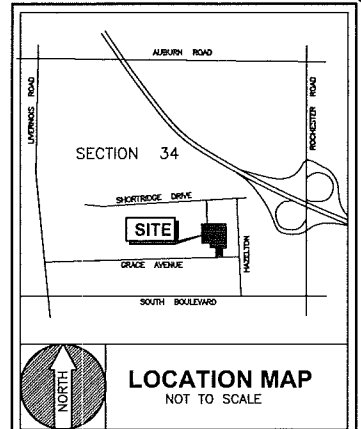 AUBURN ROAD
LIVERNOIS ROAD
ROCHESTER ROAD
SECTION 34
SHORTRIDGE DRIVE
SITE
HAZELTON
GRACE AVENUE
SOUTH BOULEVARD
NORTH
LOCATION MAP
NOT TO SCALE